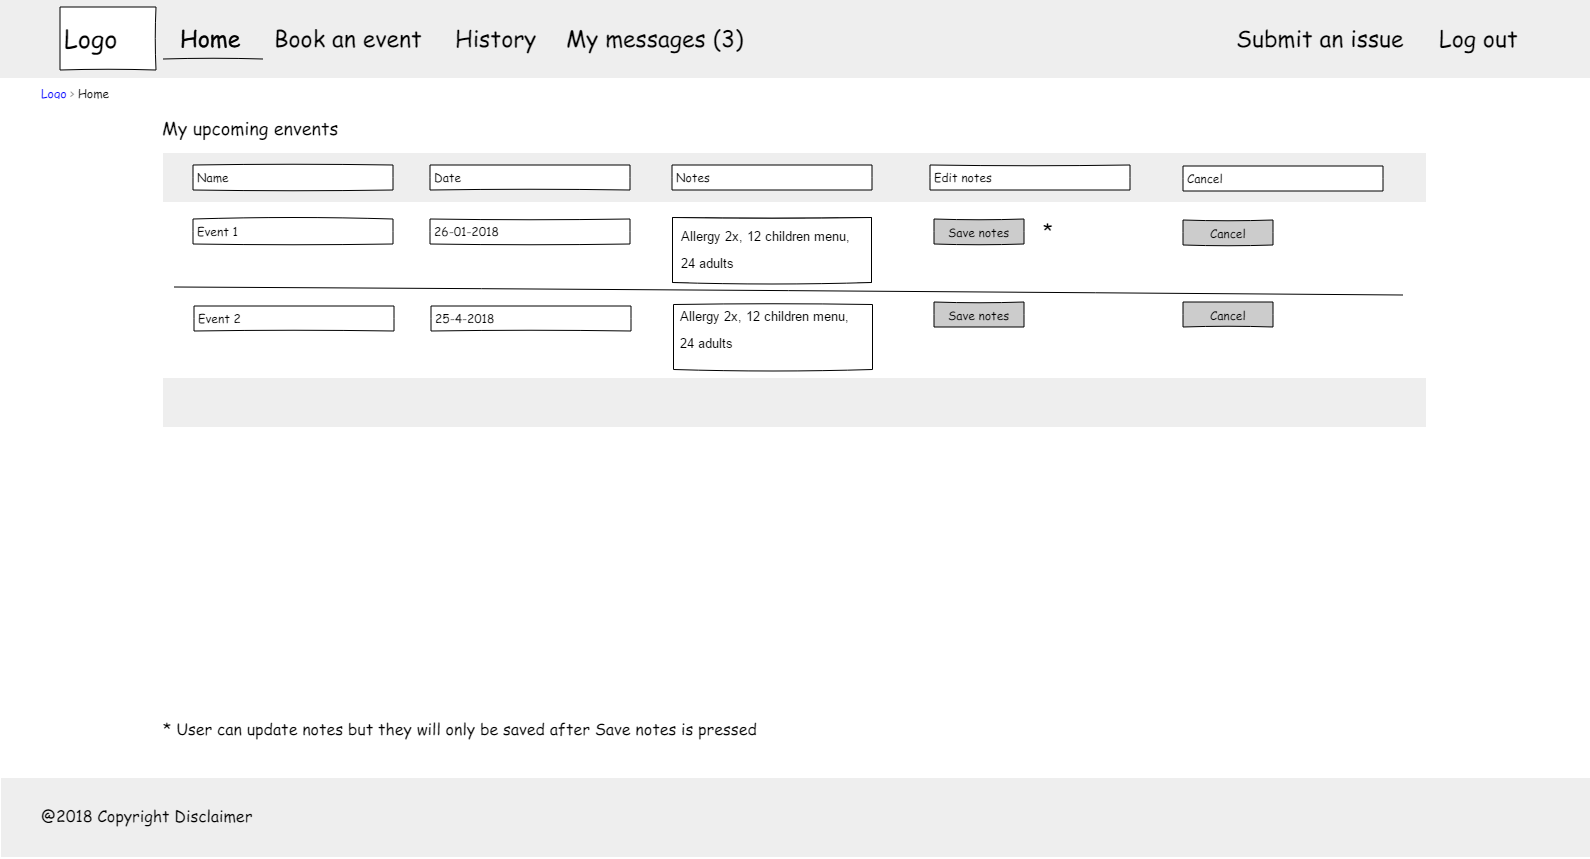 Logo Home Book an event History My messages (3) Submit an issue Log out
Logo > Home
My upcoming envents
Name Date Notes Edit notes Cancel
Event 1 26-01-2018 Allergy 2x, 12 children menu, Save notes * Cancel
24 adults
Event 2 25-4-2018 Allergy 2x, 12 children menu, Save notes Cancel
24 adults
* User can update notes but they will only be saved after Save notes is pressed
@2018 Copyright Disclaimer